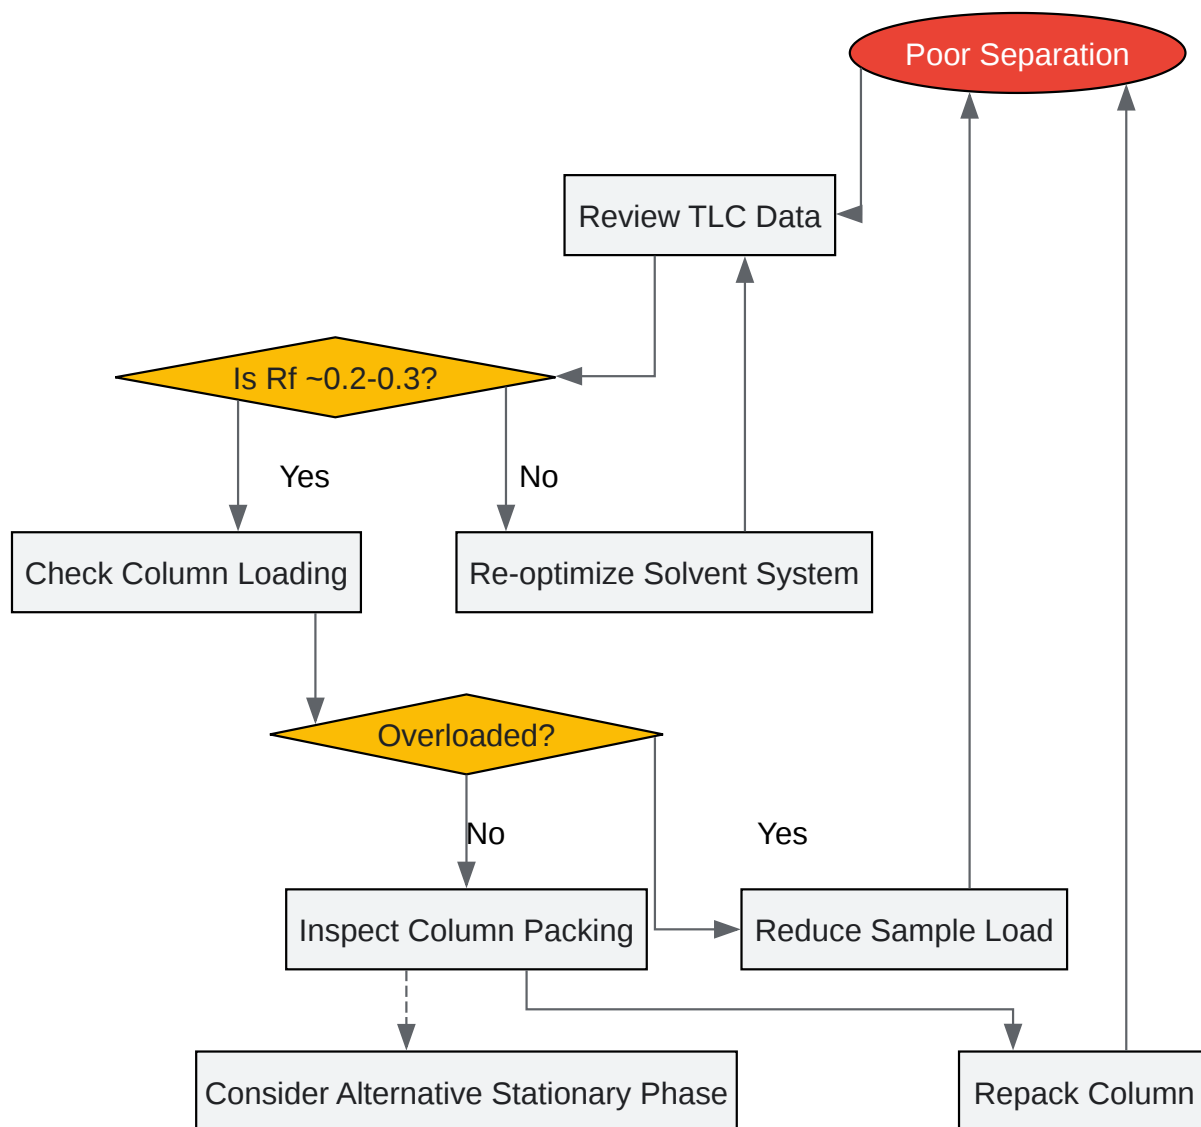 Poor Separation
Review TLC Data
Is Rf ~0.2-0.3?
Yes
No
Check Column Loading
Re-optimize Solvent System
Overloaded?
No
Yes
Inspect Column Packing
Reduce Sample Load
Consider Alternative Stationary Phase
Repack Column